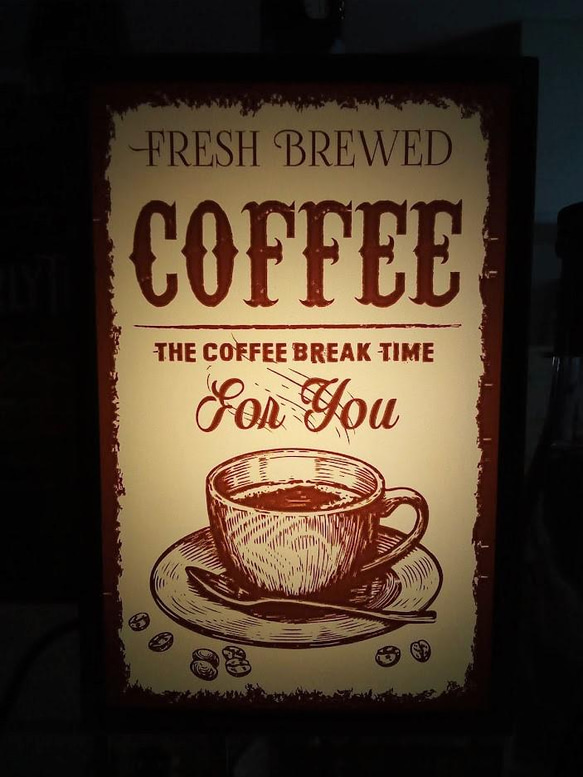 FRESH BREWED
COFFEE
THE COFFEE BREAK TIME
For You